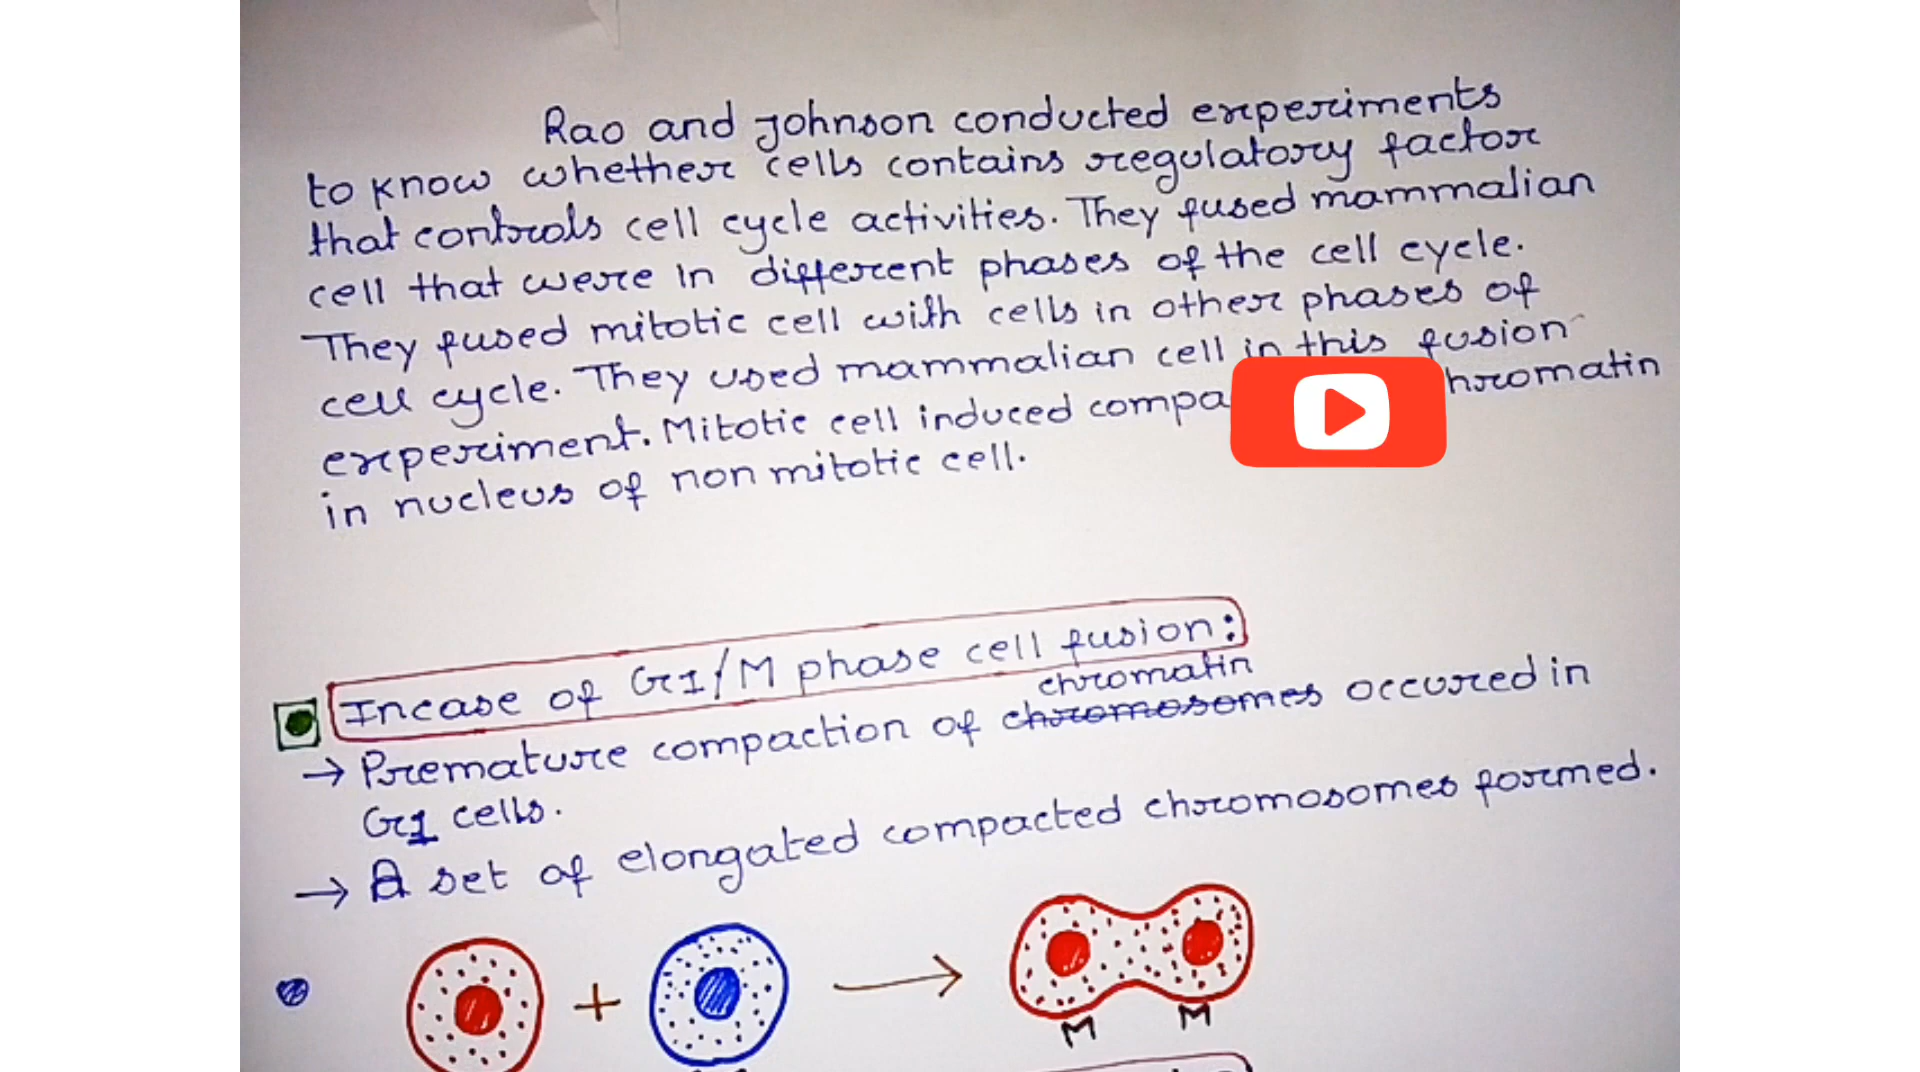 Rao and Johnson conducted experiments
to know whether cells contains regulatory factor
that controls cell cycle activities. They fused mammalian
cell that were in different phases of the cell cycle.
They fused mitotic cell with cells in other phases of
cell cycle. They used mammalian cell in this fusion
experiment. Mitotic cell induced compa hromatin
in nucleus of non mitotic cell.
Incase of G1/M phase cell fusion:
chromatin
→ Premature compaction of chromosomes occured in
G1 cells.
→ A set of elongated compacted chromosomes formed.
+
M M